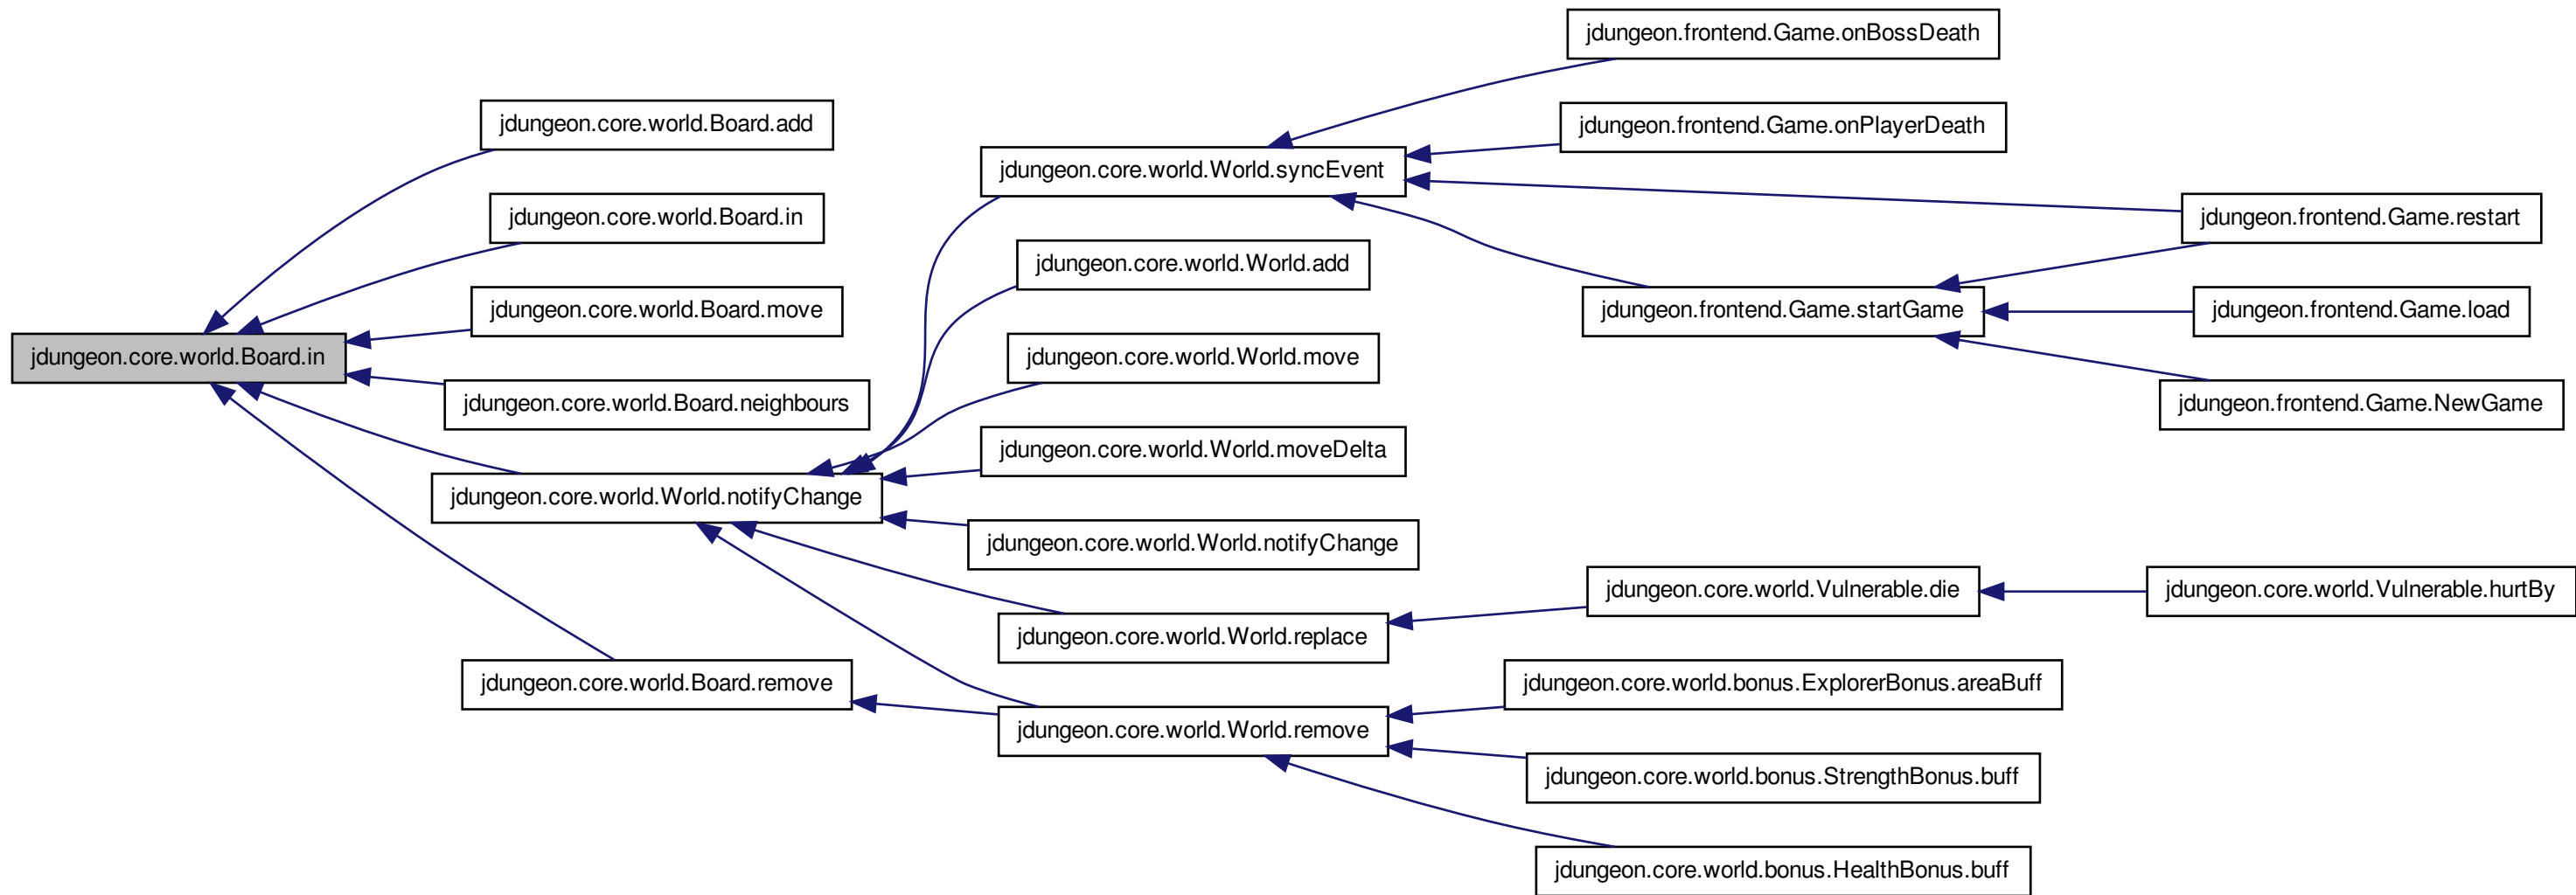 jdungeon.frontend.Game.onBossDeath
jdungeon.core.world.Board.add
jdungeon.frontend.Game.onPlayerDeath
jdungeon.core.world.World.syncEvent
jdungeon.core.world.Board.in
jdungeon.frontend.Game.restart
jdungeon.core.world.World.add
jdungeon.core.world.Board.move
jdungeon.frontend.Game.startGame
jdungeon.frontend.Game.load
jdungeon.core.world.Board.in
jdungeon.core.world.World.move
jdungeon.core.world.Board.neighbours
jdungeon.frontend.Game.NewGame
jdungeon.core.world.World.moveDelta
jdungeon.core.world.World.notifyChange
jdungeon.core.world.World.notifyChange
jdungeon.core.world.Vulnerable.die
jdungeon.core.world.Vulnerable.hurtBy
jdungeon.core.world.World.replace
jdungeon.core.world.Board.remove
jdungeon.core.world.bonus.ExplorerBonus.areaBuff
jdungeon.core.world.World.remove
jdungeon.core.world.bonus.StrengthBonus.buff
jdungeon.core.world.bonus.HealthBonus.buff